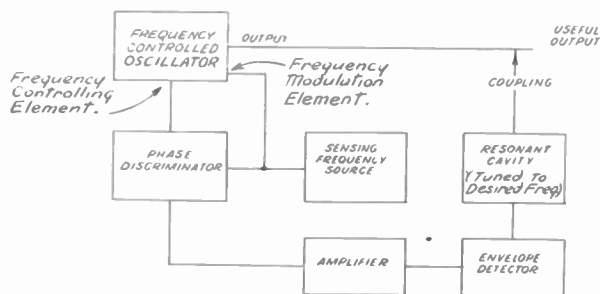 FREQUENCY
CONTROLLED
OSCILLATOR
OUTPUT
USEFUL
OUTPUT
Frequency
Controlling
Element.
Frequency
Modulation
Element.
COUPLING
PHASE
DISCRIMINATOR
SENSING
FREQUENCY
SOURCE
RESONANT
CAVITY
(Tuned To
Desired Freq)
AMPLIFIER
ENVELOPE
DETECTOR